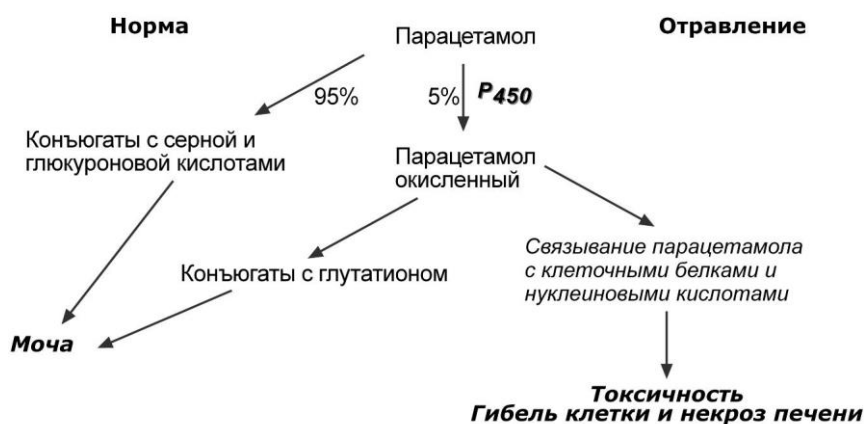 Норма
Отравление
Парацетамол
95%
5%
P450
Конъюгаты с серной и
глюкуроновой кислотами
Парацетамол
окисленный
Конъюгаты с глутатионом
Связывание парацетамола
с клеточными белками и
нуклеиновыми кислотами
Моча
Токсичность
Гибель клетки и некроз печени